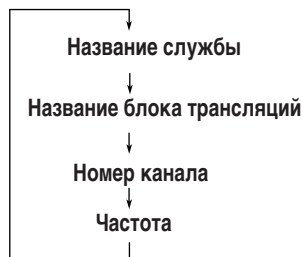 Название службы
Название блока трансляций
Номер канала
Частота